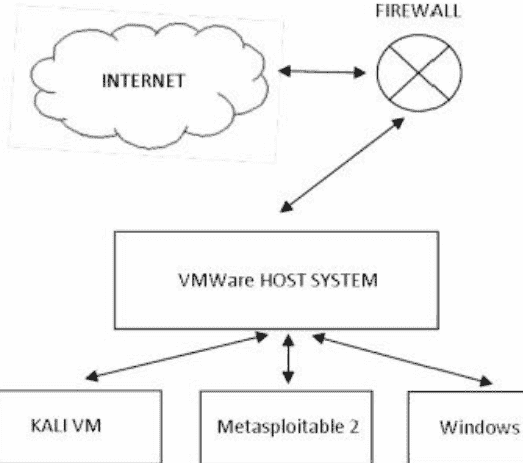 FIREWALL
INTERNET
VMWare HOST SYSTEM
KALI VM
Metasploitable 2
Windows